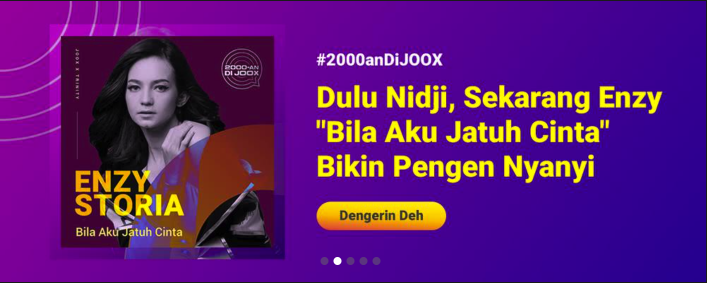 JOOX X TRINITY
2000-AN
DI JOOX
ENZY
STORIA
Bila Aku Jatuh Cinta
#2000anDiJOOX
Dulu Nidji, Sekarang Enzy
"Bila Aku Jatuh Cinta"
Bikin Pengen Nyanyi
Dengerin Deh